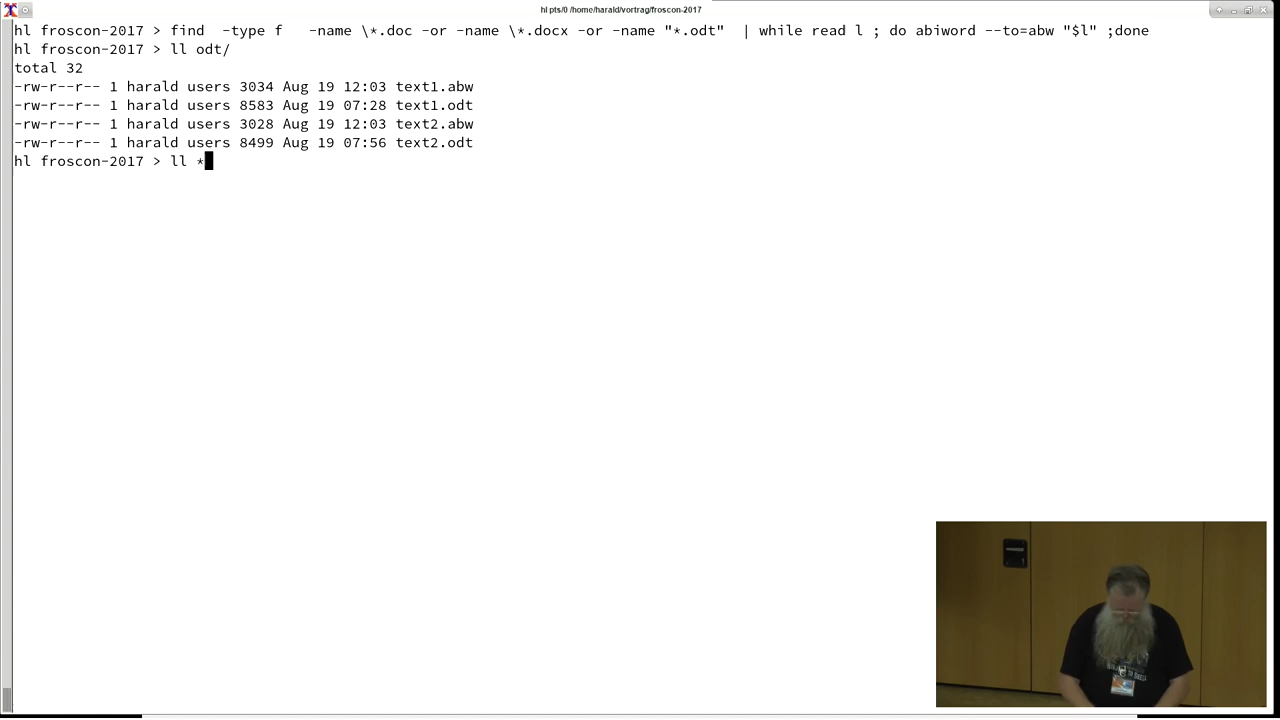 hl pts/0 /home/harald/vortrag/froscon-2017
hl froscon-2017 > find  -type f   -name \*.doc -or -name \*.docx -or -name "*.odt"  | while read l ; do abiword --to=abw "$l" ;done
hl froscon-2017 > ll odt/
total 32
-rw-r--r-- 1 harald users 3034 Aug 19 12:03 text1.abw
-rw-r--r-- 1 harald users 8583 Aug 19 07:28 text1.odt
-rw-r--r-- 1 harald users 3028 Aug 19 12:03 text2.abw
-rw-r--r-- 1 harald users 8499 Aug 19 07:56 text2.odt
hl froscon-2017 > ll *